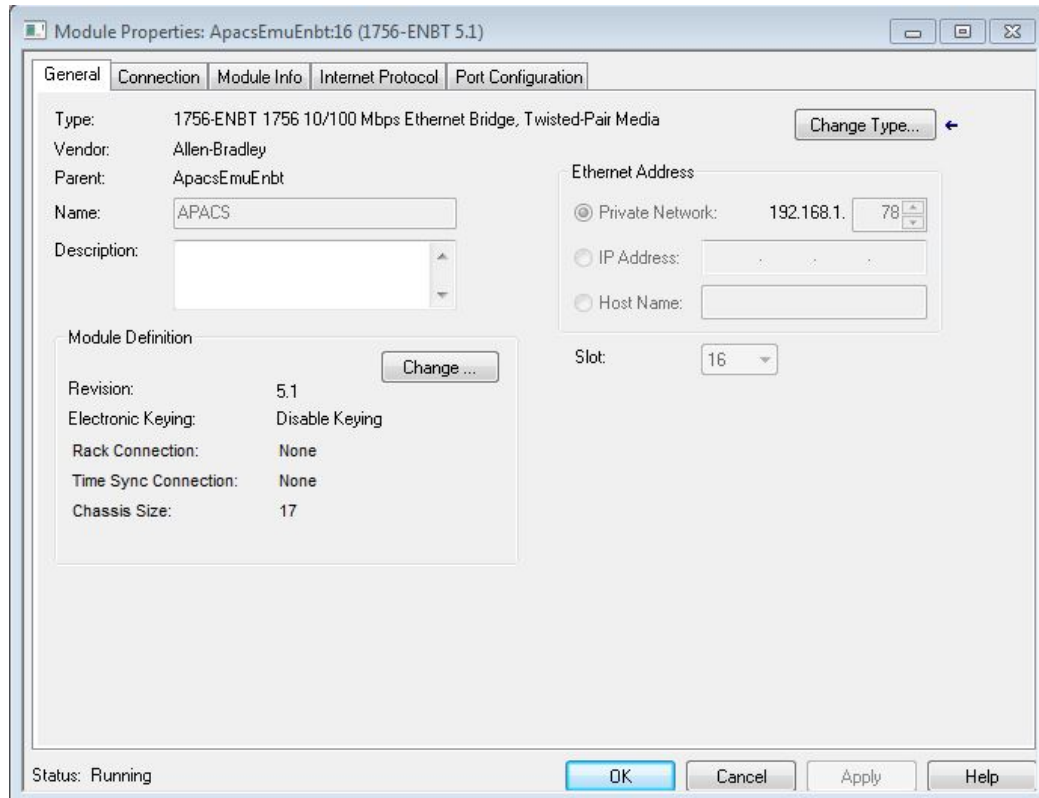 Module Properties: ApacsEmuEnbt:16 (1756-ENBT 5.1)
General Connection Module Info Internet Protocol Port Configuration
Type: 1756-ENBT 1756 10/100 Mbps Ethernet Bridge, Twisted-Pair Media
Change Type...
Vendor: Allen-Bradley
Parent: ApacsEmuEnbt
Name: APACS
Description:
Ethernet Address
Private Network: 192.168.1. 78
IP Address: . . .
Host Name:
Module Definition
Change ...
Revision: 5.1
Electronic Keying: Disable Keying
Rack Connection: None
Time Sync Connection: None
Chassis Size: 17
Slot: 16
Status: Running
OK Cancel Apply Help